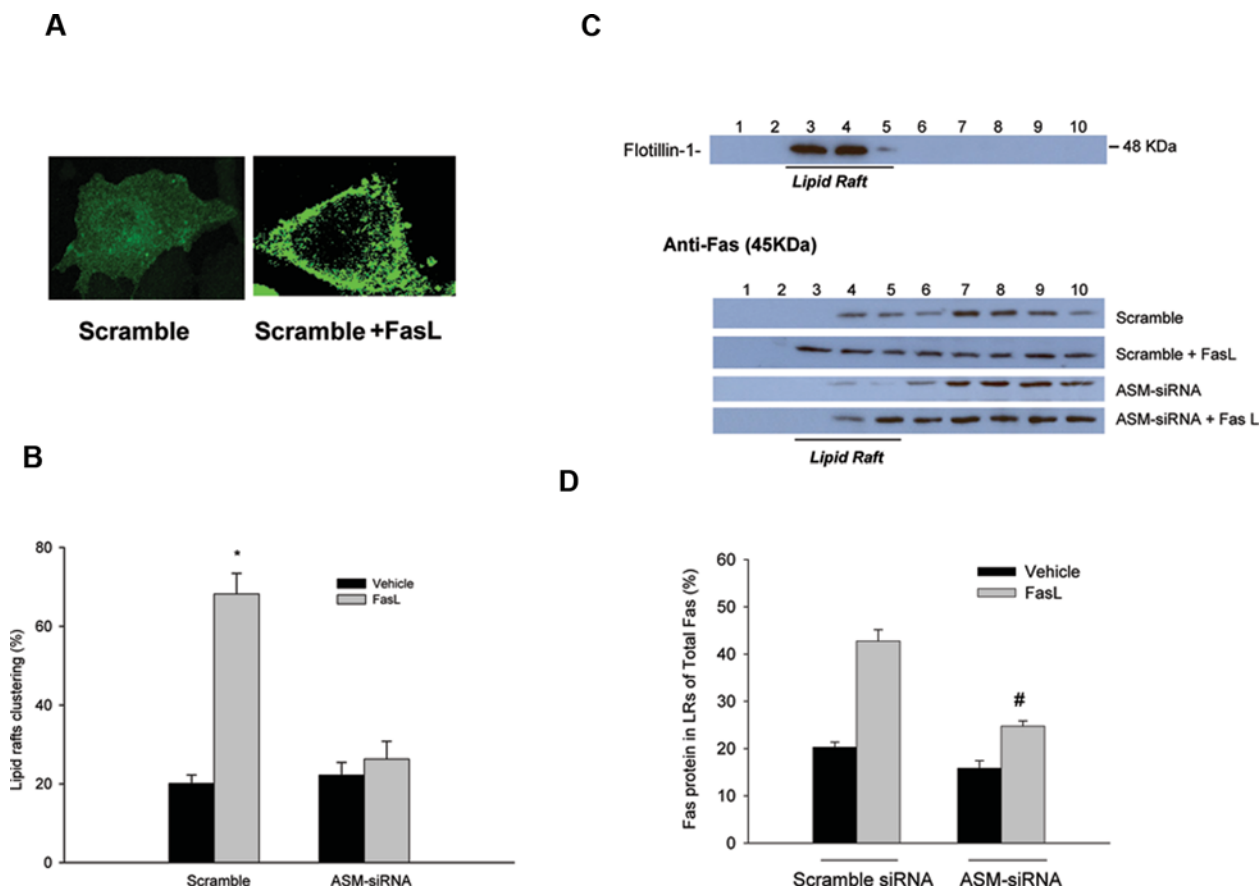 A
Scramble
Scramble +FasL
B
Lipid rafts clustering (%)
80
60
40
20
0
*
Vehicle
FasL
Scramble
ASM-siRNA
C
1 2 3 4 5 6 7 8 9 10
Flotillin-1-
– 48 KDa
Lipid Raft
Anti-Fas (45KDa)
1 2 3 4 5 6 7 8 9 10
Scramble
Scramble + FasL
ASM-siRNA
ASM-siRNA + Fas L
Lipid Raft
D
Fas protein in LRs of Total Fas (%)
60
50
40
30
20
10
0
Vehicle
FasL
#
Scramble siRNA
ASM-siRNA